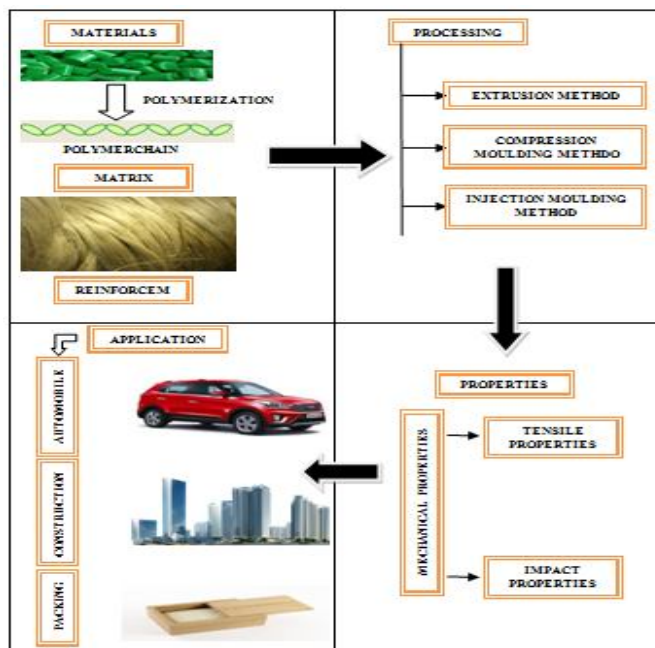 MATERIALS
POLYMERIZATION
POLYMERCHAIN
MATRIX
REINFORCEM
PROCESSING
EXTRUSION METHOD
COMPRESSION
MOULDING METHDO
INJECTION MOULDING
METHOD
APPLICATION
AUTOMOBILE
CONSTRUCTION
PACKING
PROPERTIES
MECHANICAL PROPERTIES
TENSILE
PROPERTIES
IMPACT
PROPERTIES